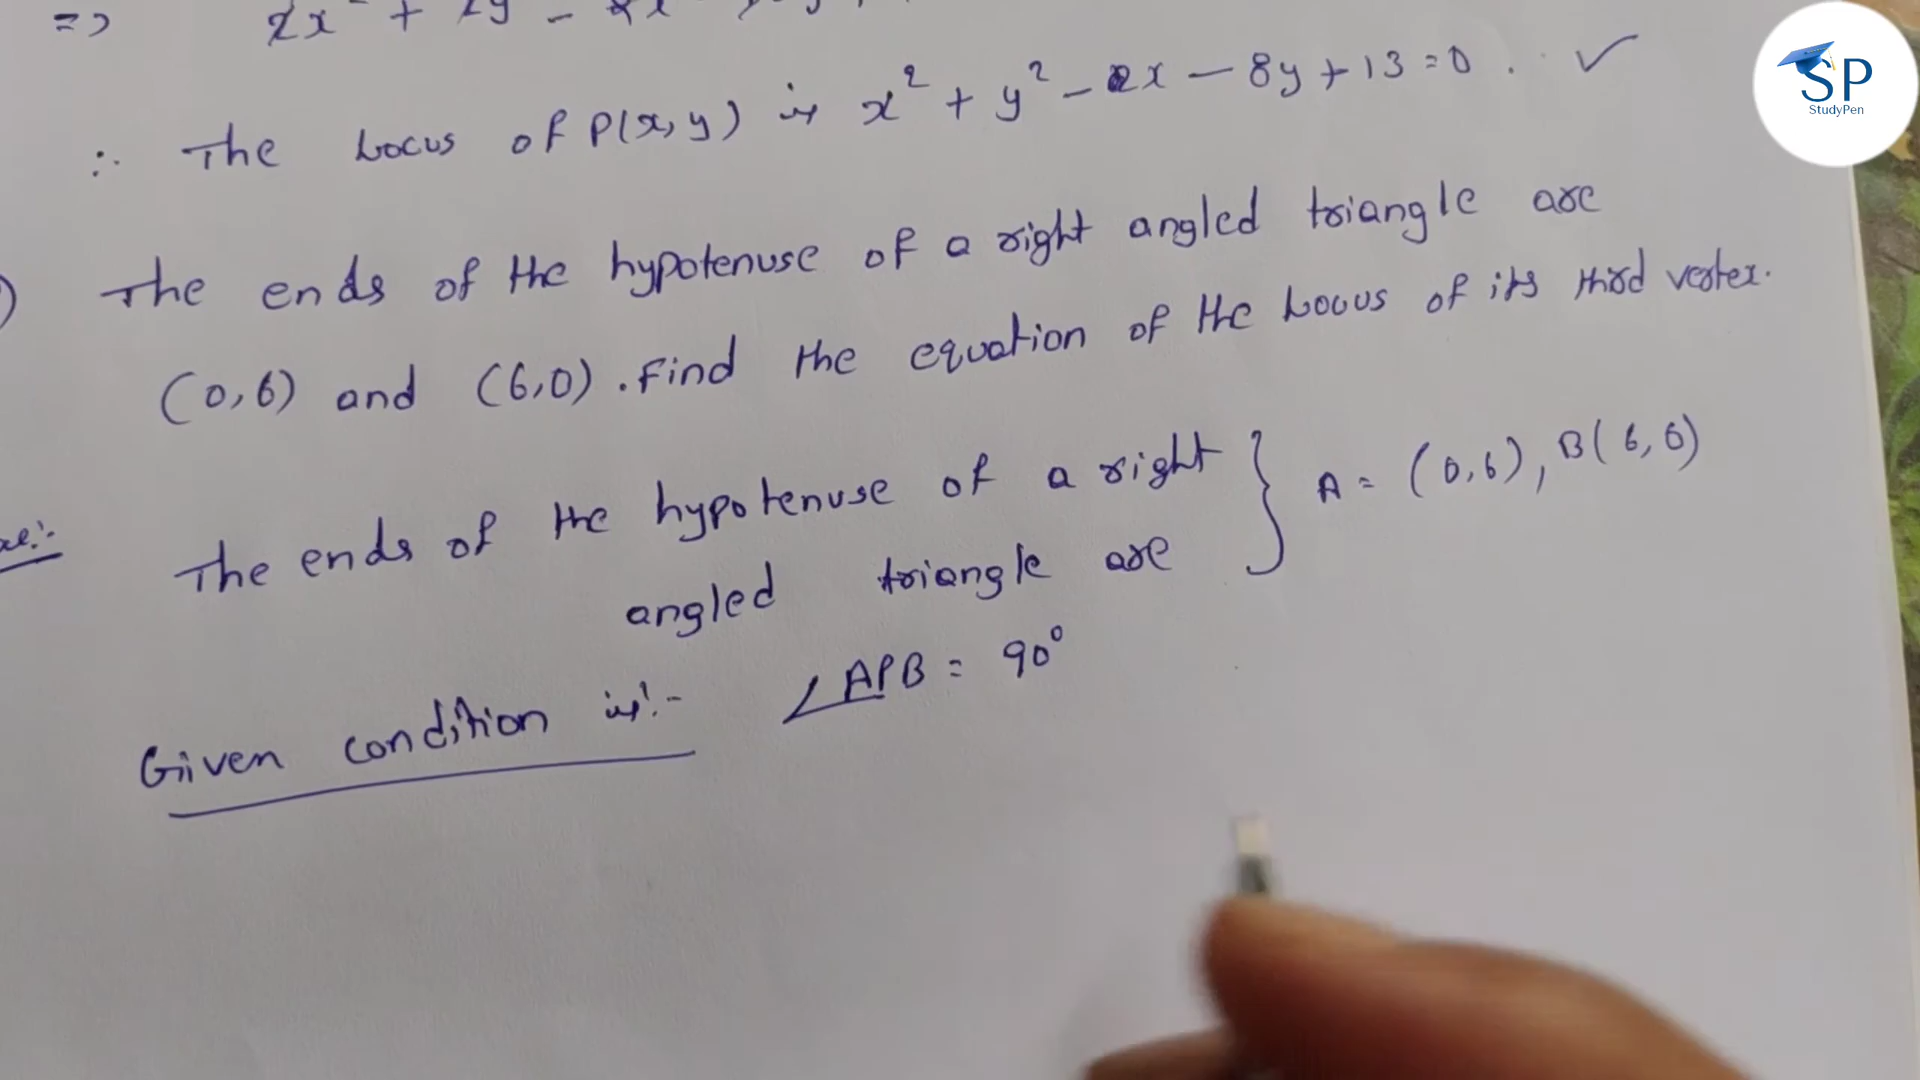 =>
∴ The Locus of P(x, y) is x² + y² - 2x - 8y + 13 = 0. ✓
SP
StudyPen
The ends of the hypotenuse of a right angled triangle are
(0,6) and (6,0). Find the equation of the Locus of its third vertex.
The ends of the hypotenuse of a right
angled triangle are } A = (0,6), B(6,0)
Given condition is:- ∠APB = 90°